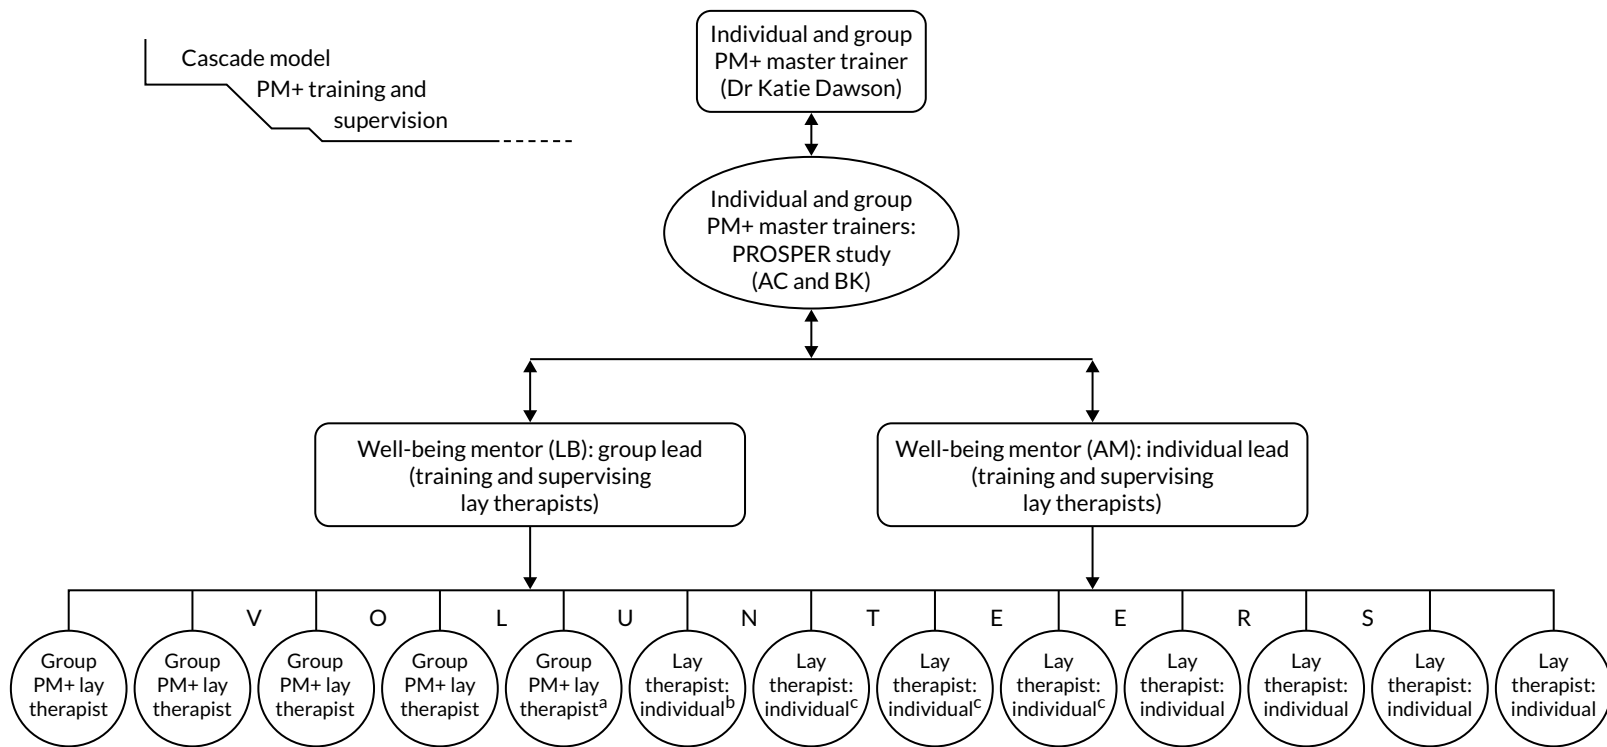 Cascade model
PM+ training and
supervision
Individual and group
PM+ master trainer
(Dr Katie Dawson)
Individual and group
PM+ master trainers:
PROSPER study
(AC and BK)
Well-being mentor (LB): group lead
(training and supervising
lay therapists)
Well-being mentor (AM): individual lead
(training and supervising
lay therapists)
V O L U N T E E R S
Group
PM+ lay
therapist
Group
PM+ lay
therapist
Group
PM+ lay
therapist
Group
PM+ lay
therapist
Group
PM+ lay
therapistᵃ
Lay
therapist:
individualᵇ
Lay
therapist:
individualᶜ
Lay
therapist:
individualᶜ
Lay
therapist:
individualᶜ
Lay
therapist:
individual
Lay
therapist:
individual
Lay
therapist:
individual
Lay
therapist:
individual